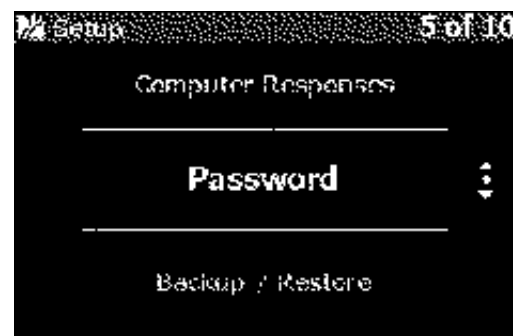 Setup 5 of 10
Computer Responses
Password
Backup / Restore